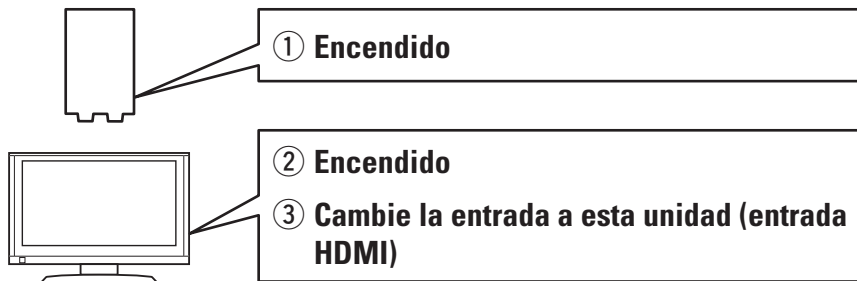 ① Encendido
② Encendido
③ Cambie la entrada a esta unidad (entrada
HDMI)